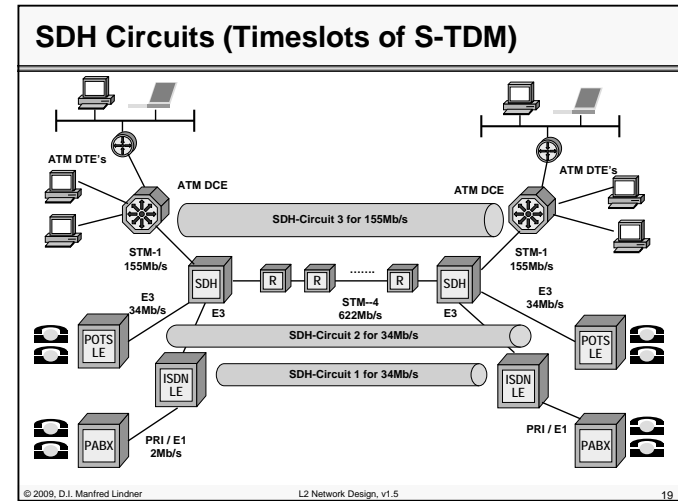 SDH Circuits (Timeslots of S-TDM)
ATM DTE's
ATM DTE's
ATM DCE
ATM DCE
SDH-Circuit 3 for 155Mb/s
STM-1
155Mb/s
STM-1
155Mb/s
SDH
R
R
.......
R
SDH
STM--4
622Mb/s
E3
34Mb/s
E3
E3
E3
34Mb/s
SDH-Circuit 2 for 34Mb/s
POTS
LE
POTS
LE
SDH-Circuit 1 for 34Mb/s
ISDN
LE
ISDN
LE
PABX
PRI / E1
2Mb/s
PRI / E1
PABX
© 2009, D.I. Manfred Lindner
L2 Network Design, v1.5
19